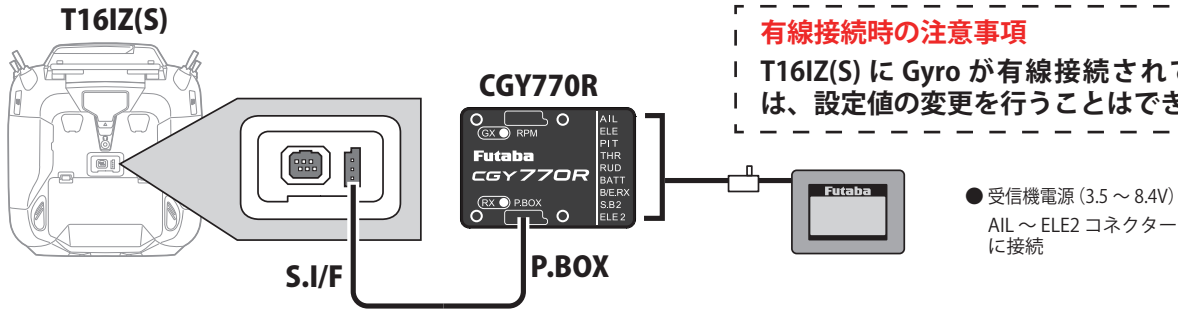 T16IZ(S)
有線接続時の注意事項
T16IZ(S) に Gyro が有線接続されて
は、設定値の変更を行うことはでき
CGY770R
GX RPM
Futaba
CGY770R
RX P.BOX
AIL
ELE
PIT
THR
RUD
BATT
B/E.RX
S.B2
ELE2
Futaba
● 受信機電源 (3.5 ～ 8.4V)
AIL ～ ELE2 コネクター
に接続
S.I/F
P.BOX